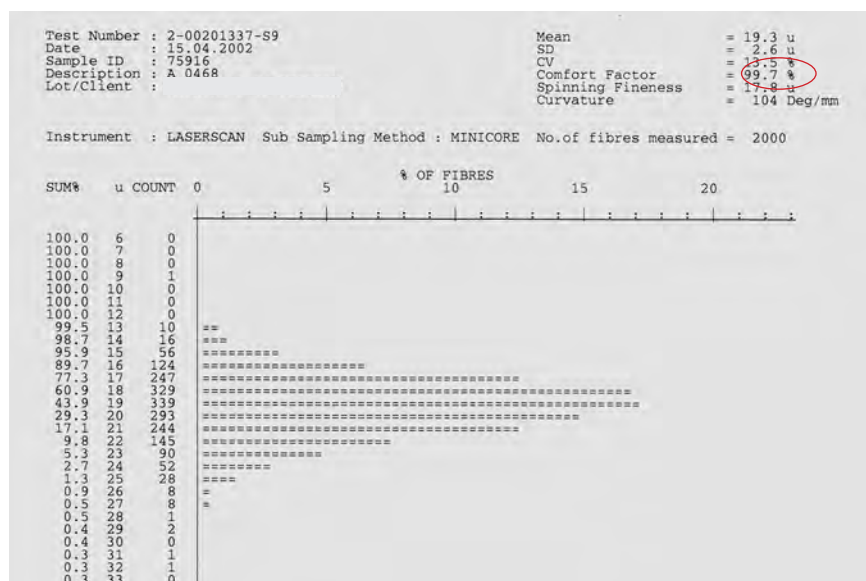 Test Number : 2-00201337-S9 Mean = 19.3 u
Date : 15.04.2002 SD = 2.6 u
Sample ID : 75916 CV = 13.5 %
Description : A 0468 Comfort Factor = 99.7 %
Lot/Client : Spinning Fineness = 17.8 u
Curvature = 104 Deg/mm
Instrument : LASERSCAN Sub Sampling Method : MINICORE No.of fibres measured = 2000
% OF FIBRES
SUM% u COUNT 0 5 10 15 20
100.0 6 0
100.0 7 0
100.0 8 0
100.0 9 1
100.0 10 0
100.0 11 0
100.0 12 0
99.5 13 10 ==
98.7 14 16 ===
95.9 15 56 =========
89.7 16 124 ===================
77.3 17 247 =====================================
60.9 18 329 ==================================================
43.9 19 339 ===================================================
29.3 20 293 ============================================
17.1 21 244 =====================================
9.8 22 145 ======================
5.3 23 90 ==============
2.7 24 52 ========
1.3 25 28 ====
0.9 26 8 =
0.5 27 8 =
0.5 28 1
0.4 29 2
0.4 30 0
0.3 31 1
0.3 32 1
0.3 33 0